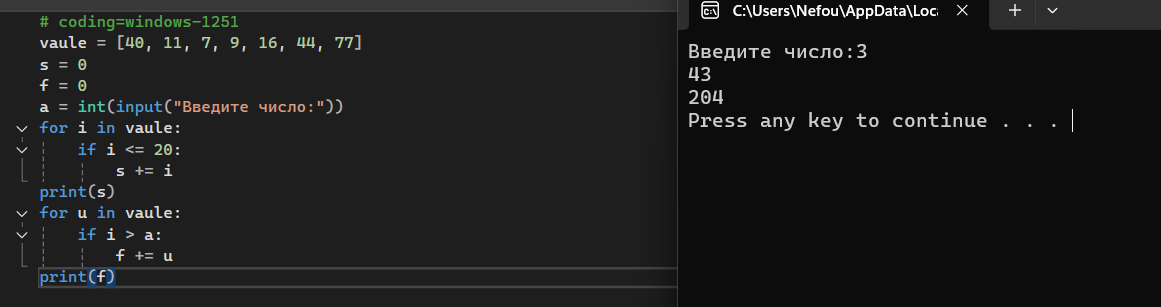 # coding=windows-1251
vaule = [40, 11, 7, 9, 16, 44, 77]
s = 0
f = 0
a = int(input("Введите число:"))
for i in vaule:
    if i <= 20:
        s += i
print(s)
for u in vaule:
    if i > a:
        f += u
print(f)
C:\Users\Nefou\AppData\Loca
Введите число:3
43
204
Press any key to continue . . .